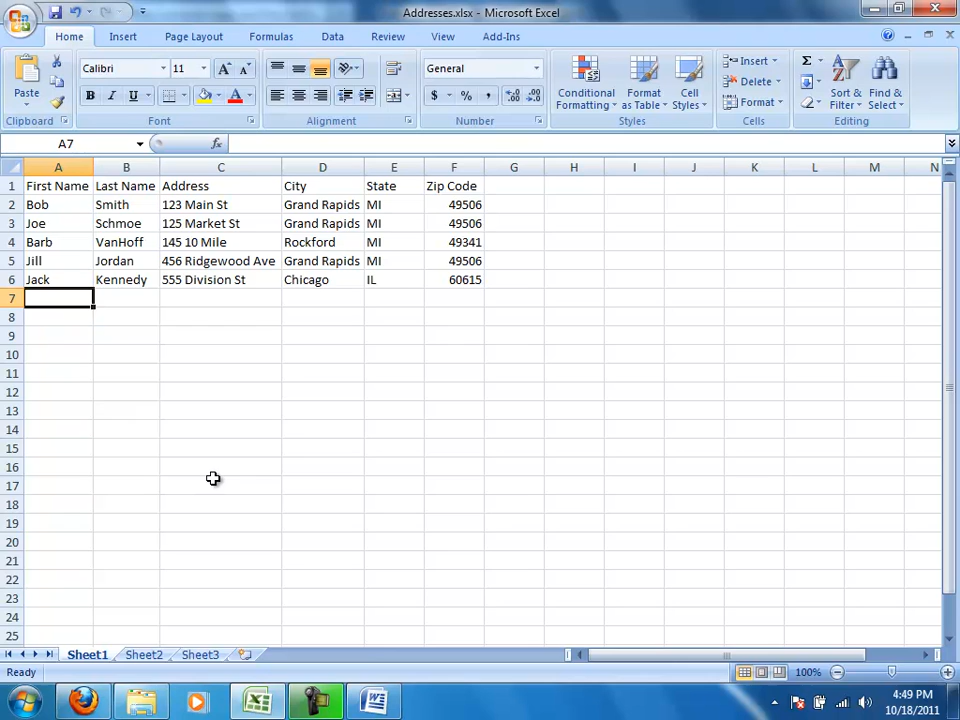 Addresses.xlsx - Microsoft Excel
Home Insert Page Layout Formulas Data Review View Add-Ins
Paste
Calibri 11
B I U
General
$ % ,
Conditional Formatting
Format as Table
Cell Styles
Insert
Delete
Format
Σ
Sort & Filter
Find & Select
Clipboard Font Alignment Number Styles Cells Editing
A7 fx
A B C D E F G H I J K L M N
1 First Name Last Name Address City State Zip Code
2 Bob Smith 123 Main St Grand Rapids MI 49506
3 Joe Schmoe 125 Market St Grand Rapids MI 49506
4 Barb VanHoff 145 10 Mile Rockford MI 49341
5 Jill Jordan 456 Ridgewood Ave Grand Rapids MI 49506
6 Jack Kennedy 555 Division St Chicago IL 60615
7
8
9
10
11
12
13
14
15
16
17
18
19
20
21
22
23
24
25
Sheet1 Sheet2 Sheet3
Ready 100%
4:49 PM
10/18/2011